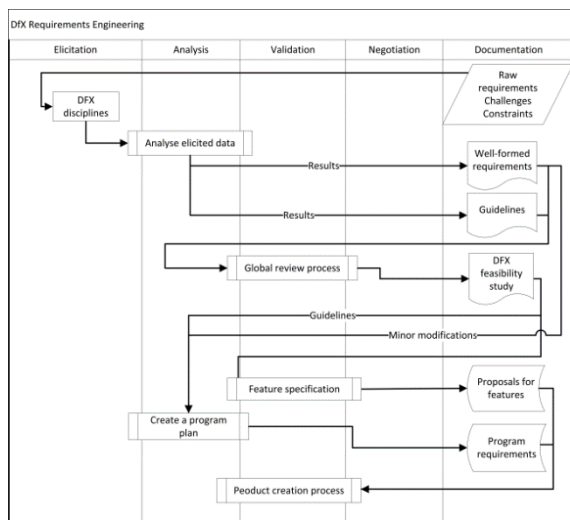 DfX Requirements Engineering
Elicitation
Analysis
Validation
Negotiation
Documentation
Raw
requirements
Challenges
Constraints
DFX
disciplines
Analyse elicited data
Results
Well-formed
requirements
Results
Guidelines
Global review process
DFX
feasibility
study
Guidelines
Minor modifications
Feature specification
Proposals for
features
Create a program
plan
Program
requirements
Peoduct creation process